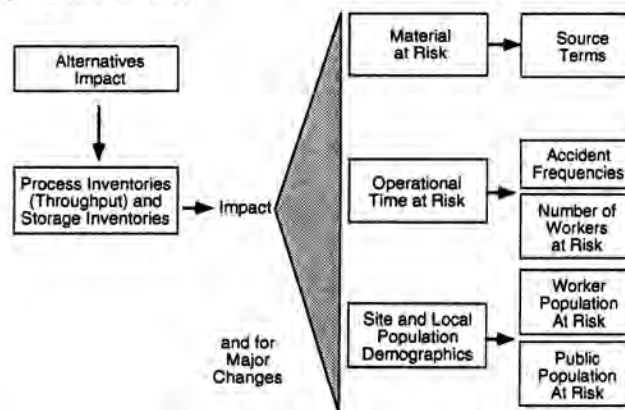 Alternatives
Impact
Process Inventories
(Throughput) and
Storage Inventories
Impact
and for
Major
Changes
Material
at Risk
Source
Terms
Operational
Time at Risk
Accident
Frequencies
Number of
Workers
at Risk
Site and Local
Population
Demographics
Worker
Population
At Risk
Public
Population
At Risk